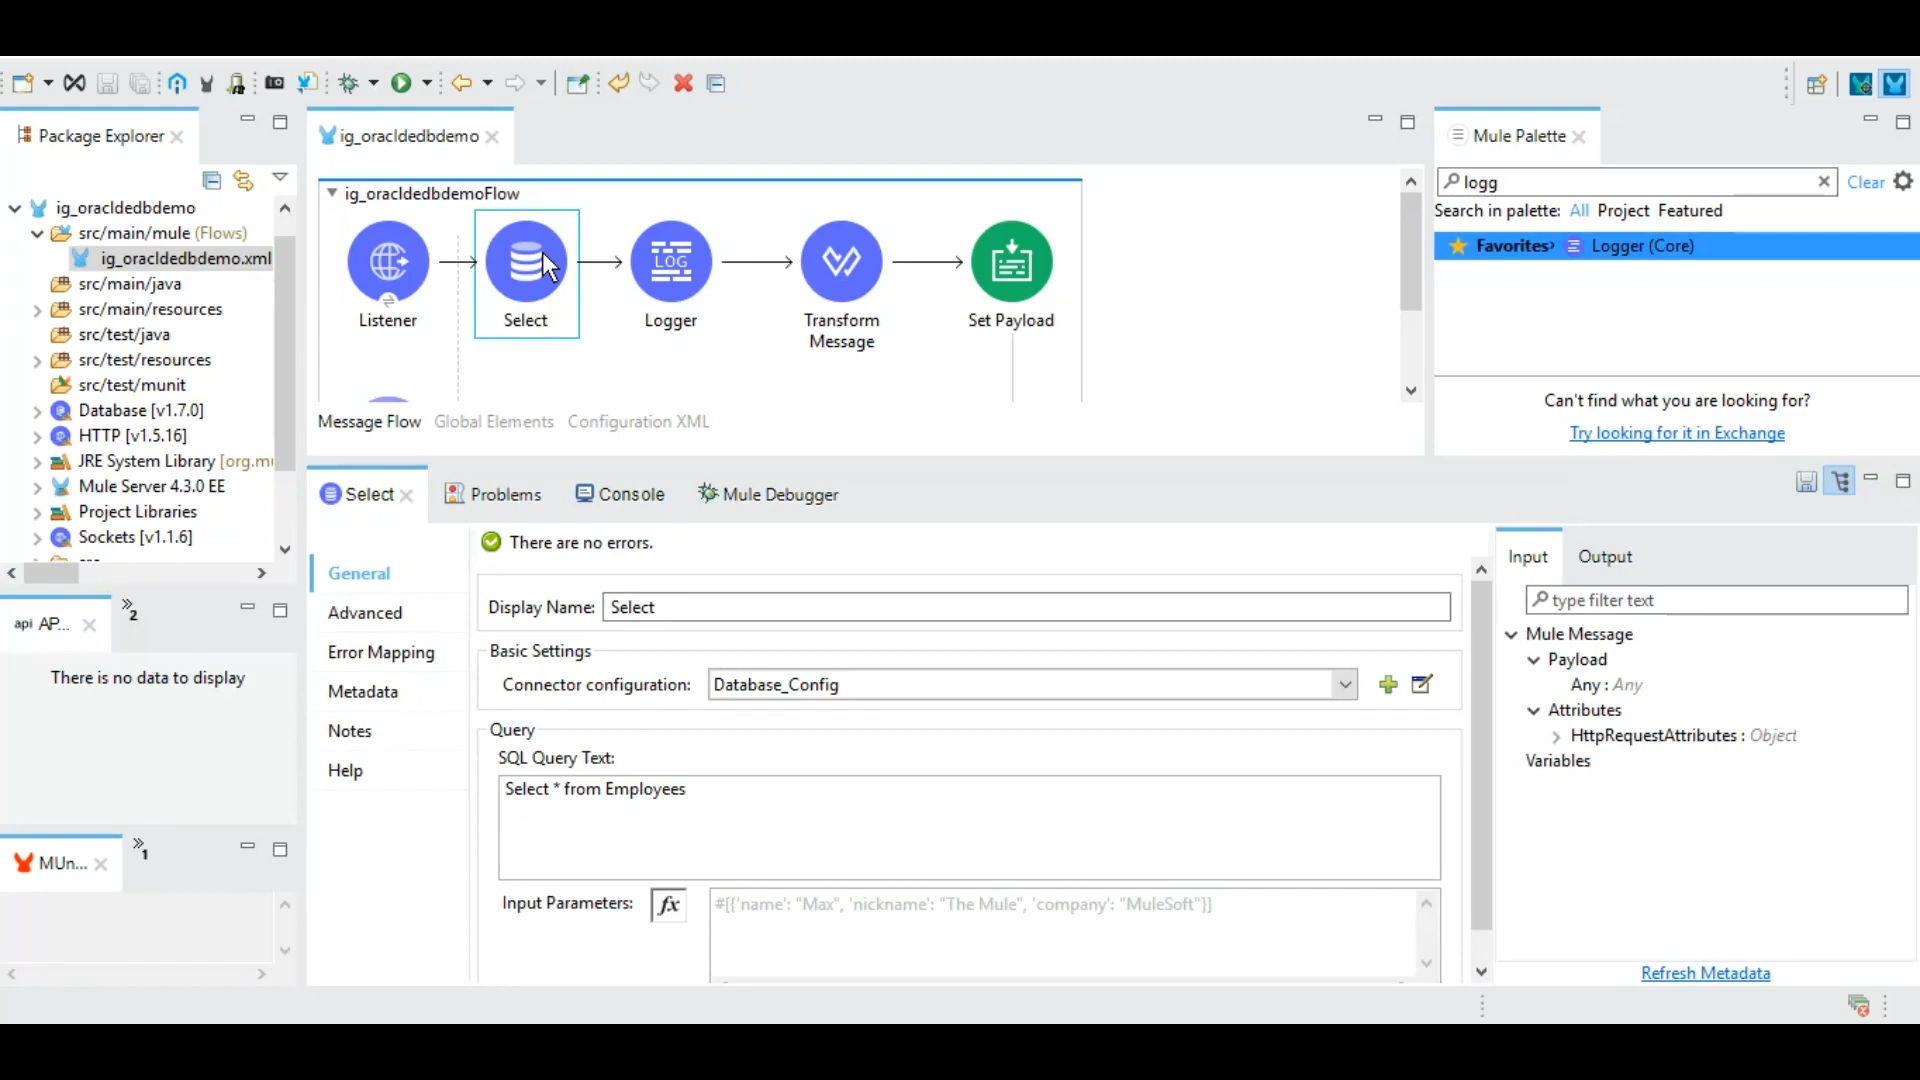 Package Explorer
ig_oracldedbdemo
src/main/mule (Flows)
ig_oracldedbdemo.xml
src/main/java
src/main/resources
src/test/java
src/test/resources
src/test/munit
Database [v1.7.0]
HTTP [v1.5.16]
JRE System Library [org.mu
Mule Server 4.3.0 EE
Project Libraries
Sockets [v1.1.6]
api AP...
2
There is no data to display
MUn...
1
ig_oracldedbdemo
ig_oracldedbdemoFlow
Listener
Select
LOG
Logger
Transform
Message
Set Payload
Message Flow Global Elements Configuration XML
Mule Palette
logg
Clear
Search in palette: All Project Featured
Favorites› Logger (Core)
Can't find what you are looking for?
Try looking for it in Exchange
Select
Problems
Console
Mule Debugger
There are no errors.
General
Advanced
Error Mapping
Metadata
Notes
Help
Display Name: Select
Basic Settings
Connector configuration: Database_Config
Query
SQL Query Text:
Select * from Employees
Input Parameters: fx #[{'name': "Max", 'nickname': "The Mule", 'company': "MuleSoft"}]
Input Output
type filter text
Mule Message
Payload
Any : Any
Attributes
HttpRequestAttributes : Object
Variables
Refresh Metadata